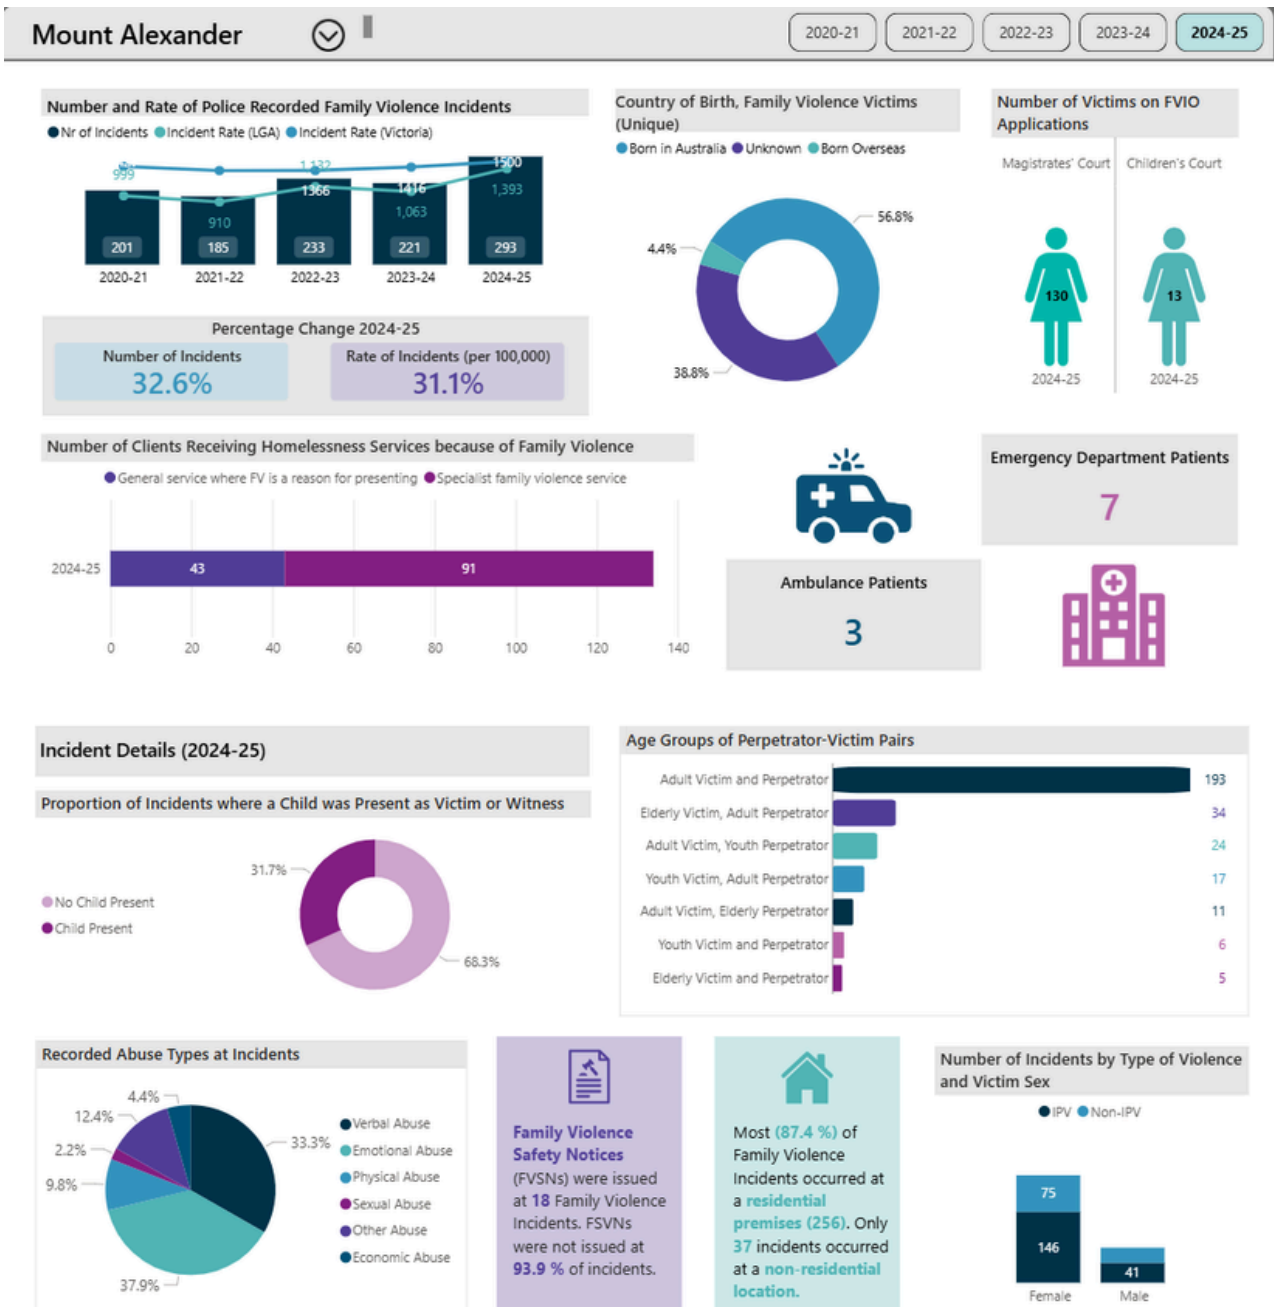 Mount Alexander
2020-21
2021-22
2022-23
2023-24
2024-25
Number and Rate of Police Recorded Family Violence Incidents
Nr of Incidents
Incident Rate (LGA)
Incident Rate (Victoria)
999
910
1,132
1366
1416
1,063
1500
1,393
201
185
233
221
293
2020-21
2021-22
2022-23
2023-24
2024-25
Percentage Change 2024-25
Number of Incidents
32.6%
Rate of Incidents (per 100,000)
31.1%
Country of Birth, Family Violence Victims
(Unique)
Born in Australia
Unknown
Born Overseas
56.8%
4.4%
38.8%
Number of Victims on FVIO
Applications
Magistrates' Court
Children's Court
130
13
2024-25
2024-25
Number of Clients Receiving Homelessness Services because of Family Violence
General service where FV is a reason for presenting
Specialist family violence service
2024-25
43
91
0
20
40
60
80
100
120
140
Ambulance Patients
3
Emergency Department Patients
7
Incident Details (2024-25)
Proportion of Incidents where a Child was Present as Victim or Witness
No Child Present
Child Present
31.7%
68.3%
Age Groups of Perpetrator-Victim Pairs
Adult Victim and Perpetrator
193
Elderly Victim, Adult Perpetrator
34
Adult Victim, Youth Perpetrator
24
Youth Victim, Adult Perpetrator
17
Adult Victim, Elderly Perpetrator
11
Youth Victim and Perpetrator
6
Elderly Victim and Perpetrator
5
Recorded Abuse Types at Incidents
4.4%
12.4%
2.2%
9.8%
37.9%
33.3%
Verbal Abuse
Emotional Abuse
Physical Abuse
Sexual Abuse
Other Abuse
Economic Abuse
Family Violence
Safety Notices
(FVSNs) were issued
at 18 Family Violence
Incidents. FSVNs
were not issued at
93.9 % of incidents.
Most (87.4 %) of
Family Violence
Incidents occurred at
a residential
premises (256). Only
37 incidents occurred
at a non-residential
location.
Number of Incidents by Type of Violence
and Victim Sex
IPV
Non-IPV
75
146
41
Female
Male